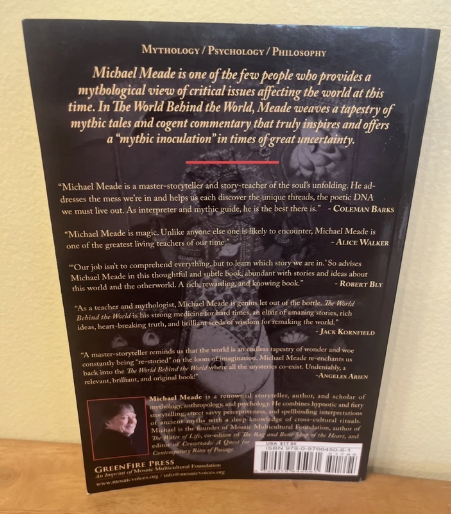 Mythology / Psychology / Philosophy
Michael Meade is one of the few people who provides a
mythological view of critical issues affecting the world at this
time. In The World Behind the World, Meade weaves a tapestry of
mythic tales and cogent commentary that truly inspires and offers
a “mythic inoculation” in times of great uncertainty.
“Michael Meade is a master-storyteller and story-teacher of the soul's unfolding. He ad-
dresses the mess we're in and helps us each discover the unique threads, the poetic DNA
we must live out. As interpreter and mythic guide, he is the best there is.” - Coleman Barks
“Michael Meade is magic. Unlike anyone else one is likely to encounter, Michael Meade is
one of the greatest living teachers of our time.” - Alice Walker
“‘Our job isn't to comprehend everything, but to learn which story we are in.’ So advises
Michael Meade in this thoughtful and subtle book, abundant with stories and ideas about
this world and the otherworld. A rich, rewarding, and knowing book.” - Robert Bly
“As a teacher and mythologist, Michael Meade is genius let out of the bottle. The World
Behind the World is his strong medicine for hard times, an elixir of amazing stories, rich
ideas, heart-breaking truth, and brilliant seeds of wisdom for remaking the world.”
- Jack Kornfield
“A master-storyteller reminds us that the world is an endless tapestry of wonder and woe
constantly being “re-storied” on the loom of imagination. Michael Meade re-enchants us
back into the The World Behind the World where all the mysteries co-exist. Undeniably, a
relevant, brilliant, and original book!” -Angeles Arien
Michael Meade is a renowned storyteller, author, and scholar of
mythology, anthropology, and psychology. He combines hypnotic and fiery
storytelling, street savvy perceptiveness, and spellbinding interpretations
of ancient myths with a deep knowledge of cross-cultural rituals.
Michael is the founder of Mosaic Multicultural Foundation, author of
The Water of Life, co-editor of The Rag and Bone Shop of the Heart, and
editor of Crossroads: A Quest for
Contemporary Rites of Passage.
GreenFire Press
An Imprint of Mosaic Multicultural Foundation
www.mosaicvoices.org · info@mosaicvoices.org